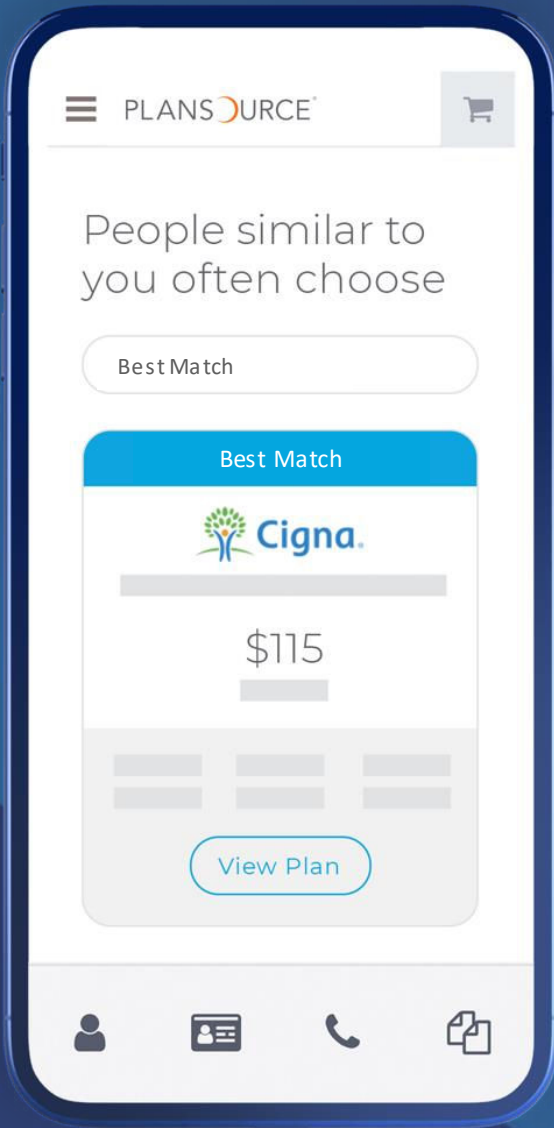 PLANSOURCE
People similar to
you often choose
Best Match
Best Match
Cigna.
$115
View Plan